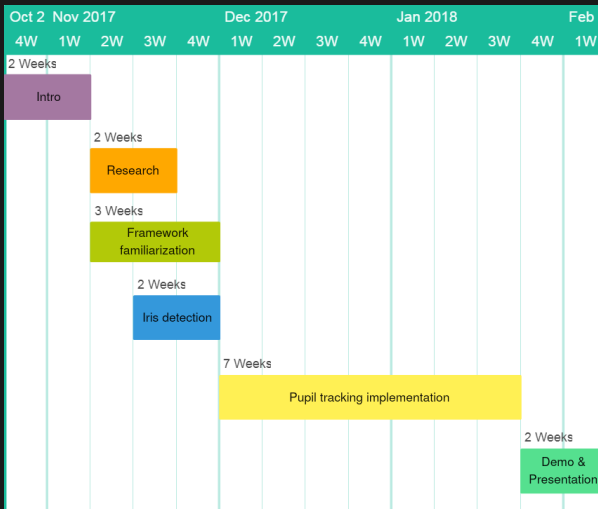 Oct 2 Nov 2017 Dec 2017 Jan 2018 Feb
4W 1W 2W 3W 4W 1W 2W 3W 4W 1W 2W 3W 4W 1W
2 Weeks
Intro
2 Weeks
Research
3 Weeks
Framework
familiarization
2 Weeks
Iris detection
7 Weeks
Pupil tracking implementation
2 Weeks
Demo &
Presentation